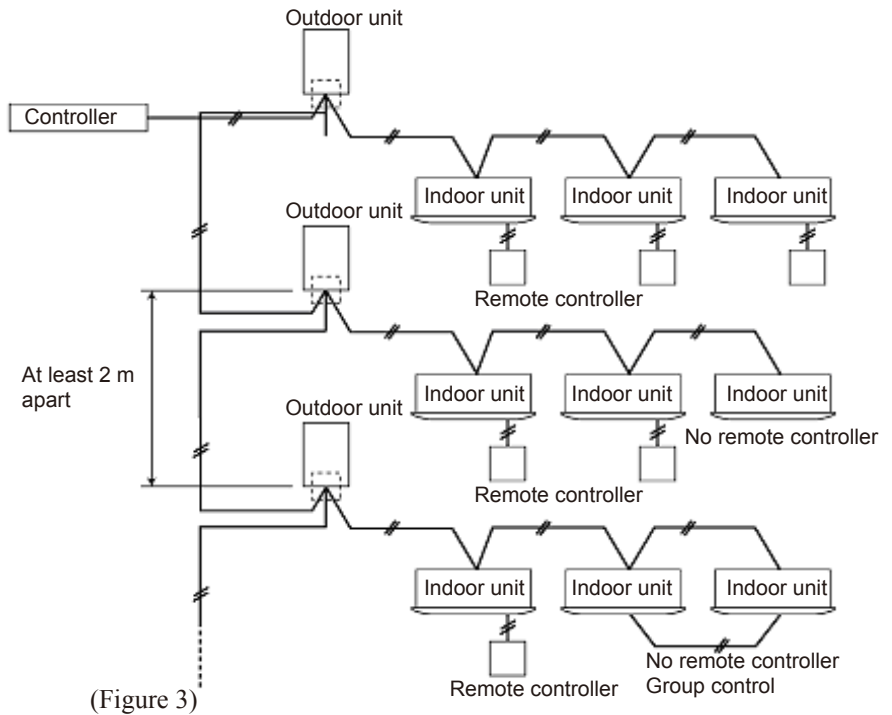 Outdoor unit
Controller
Indoor unit
Indoor unit
Indoor unit
Outdoor unit
Remote controller
At least 2 m
apart
Indoor unit
Indoor unit
Indoor unit
Outdoor unit
No remote controller
Remote controller
Indoor unit
Indoor unit
Indoor unit
No remote controller
Group control
Remote controller
(Figure 3)